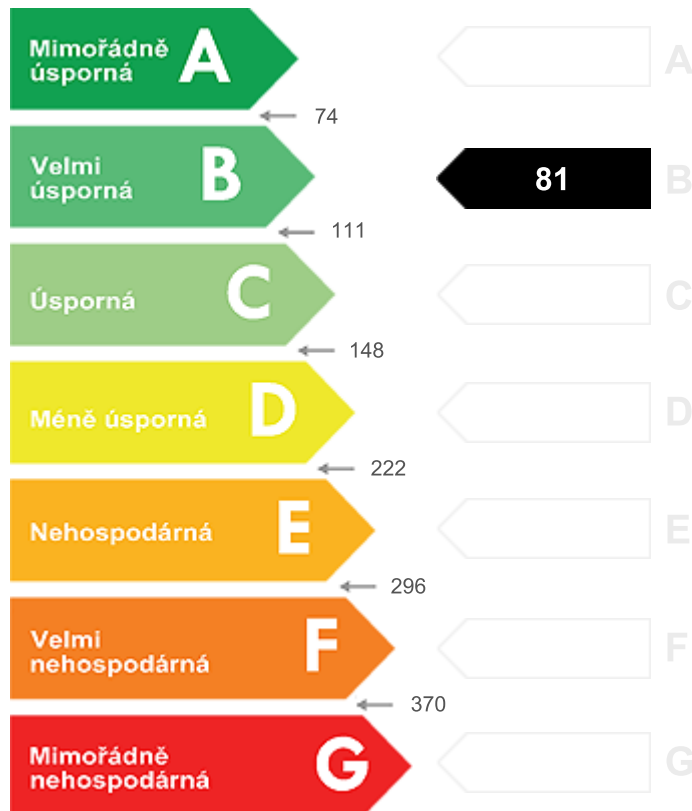 Mimořádně
úsporná
A
A
74
Velmi
úsporná
B
81
B
111
Úsporná
C
C
148
Méně úsporná
D
D
222
Nehospodárná
E
E
296
Velmi
nehospodárná
F
F
370
Mimořádně
nehospodárná
G
G